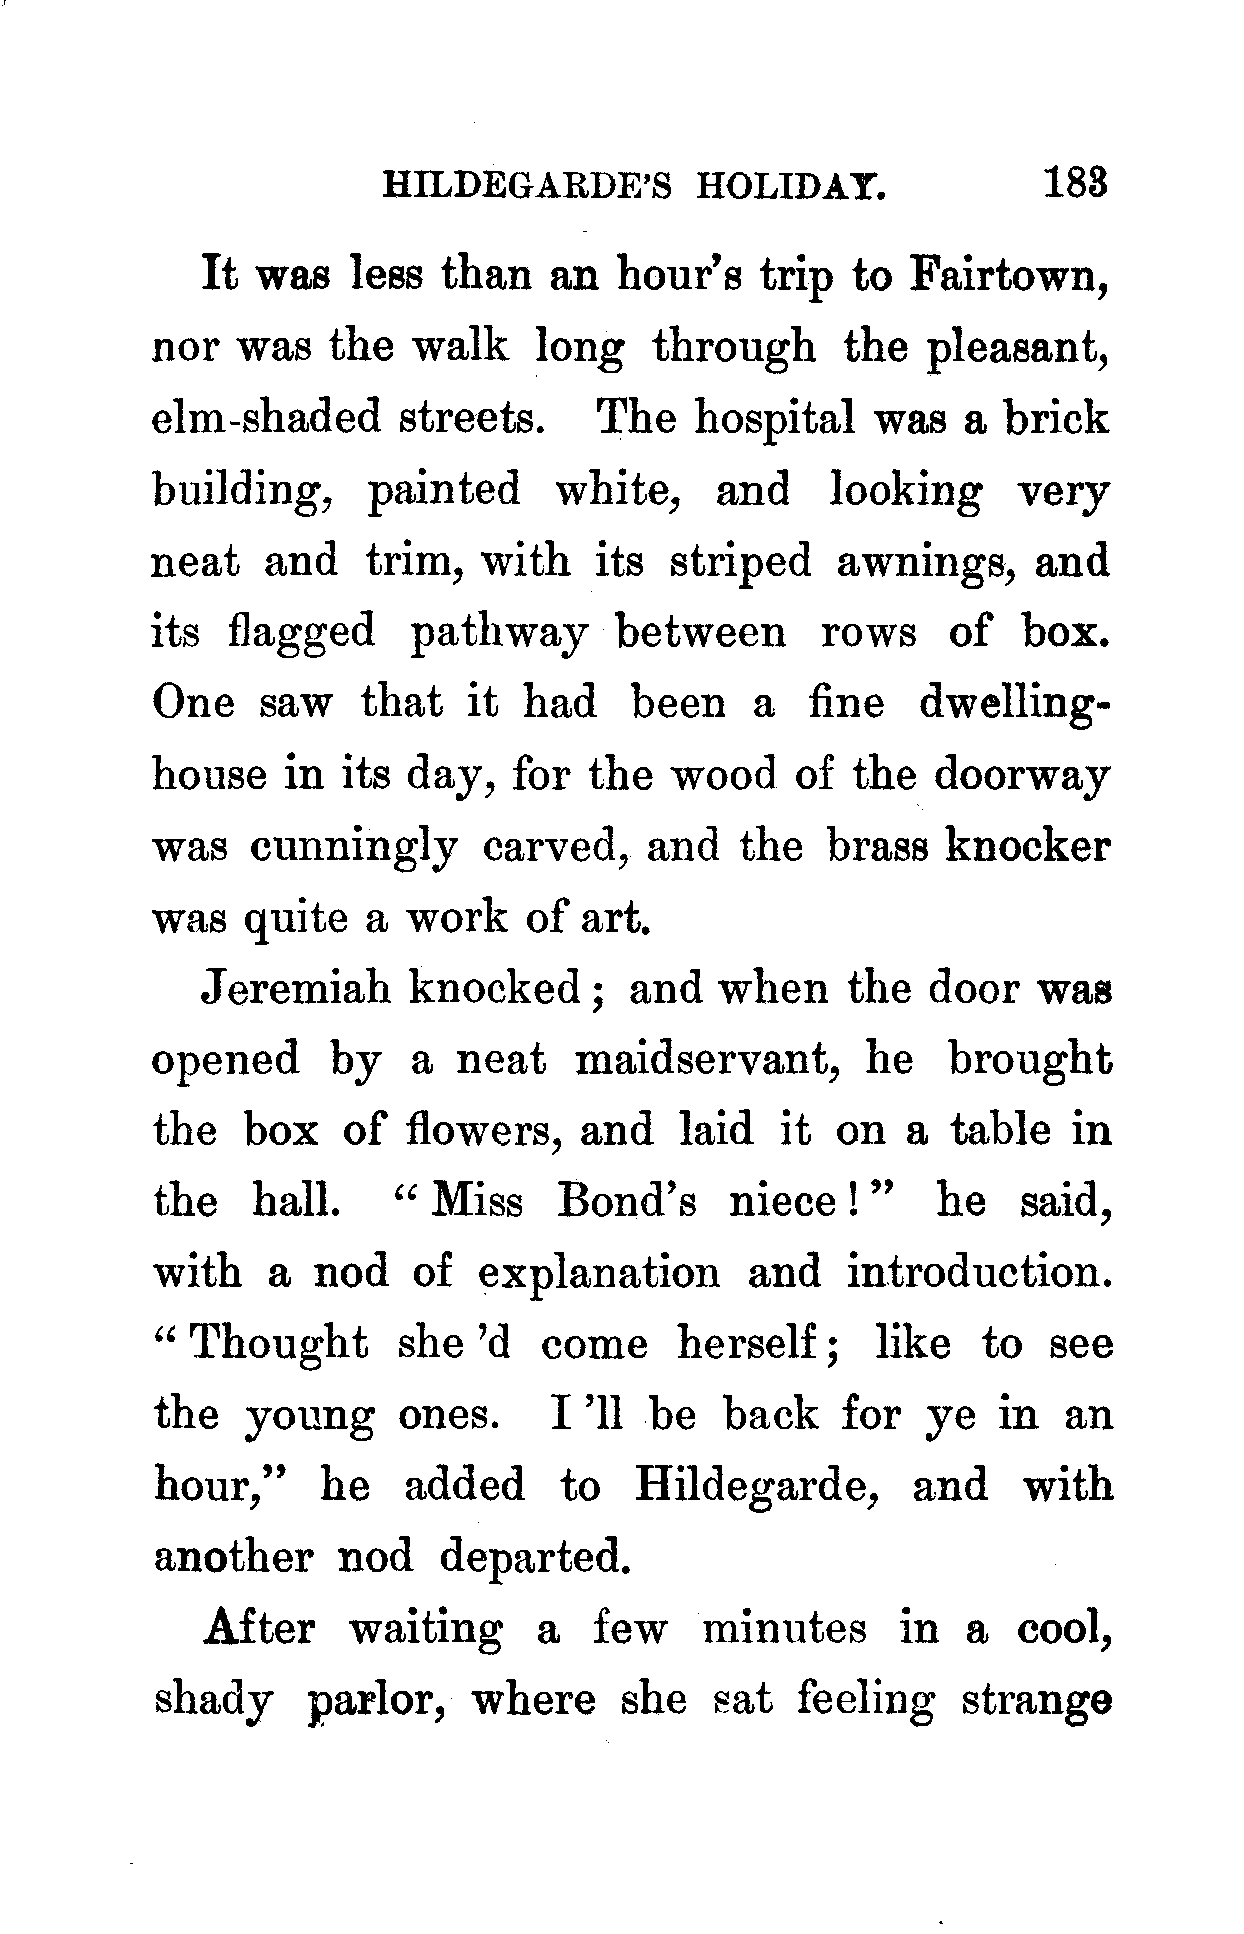 HILDEGARDE'S HOLIDAY. 183
It was less than an hour's trip to Fairtown,
nor was the walk long through the pleasant,
elm-shaded streets. The hospital was a brick
building, painted white, and looking very
neat and trim, with its striped awnings, and
its flagged pathway between rows of box.
One saw that it had been a fine dwelling-
house in its day, for the wood of the doorway
was cunningly carved, and the brass knocker
was quite a work of art.
Jeremiah knocked; and when the door was
opened by a neat maidservant, he brought
the box of flowers, and laid it on a table in
the hall. "Miss Bond's niece!" he said,
with a nod of explanation and introduction.
"Thought she 'd come herself; like to see
the young ones. I 'll be back for ye in an
hour," he added to Hildegarde, and with
another nod departed.
After waiting a few minutes in a cool,
shady parlor, where she sat feeling strange